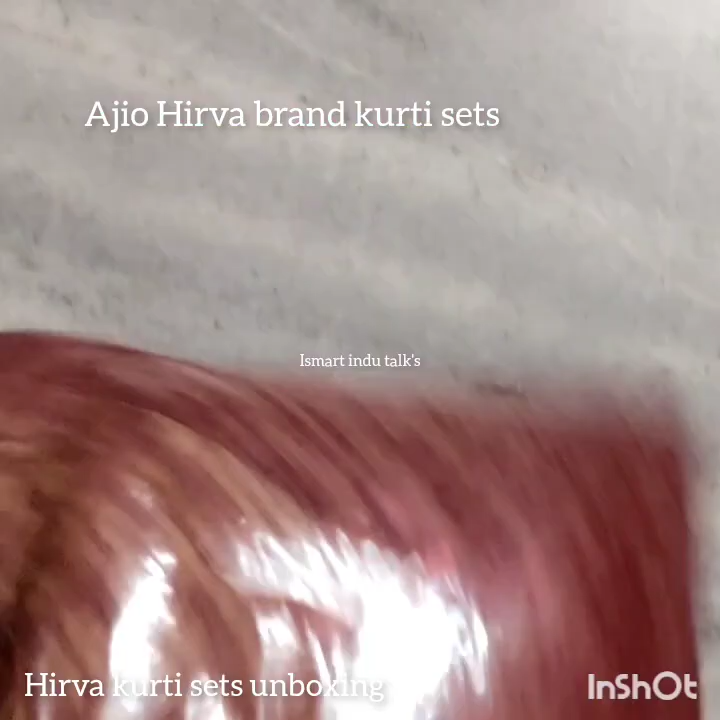 Ajio Hirva brand kurti sets
Ismart indu talk's
Hirva kurti sets unboxing
InShOt